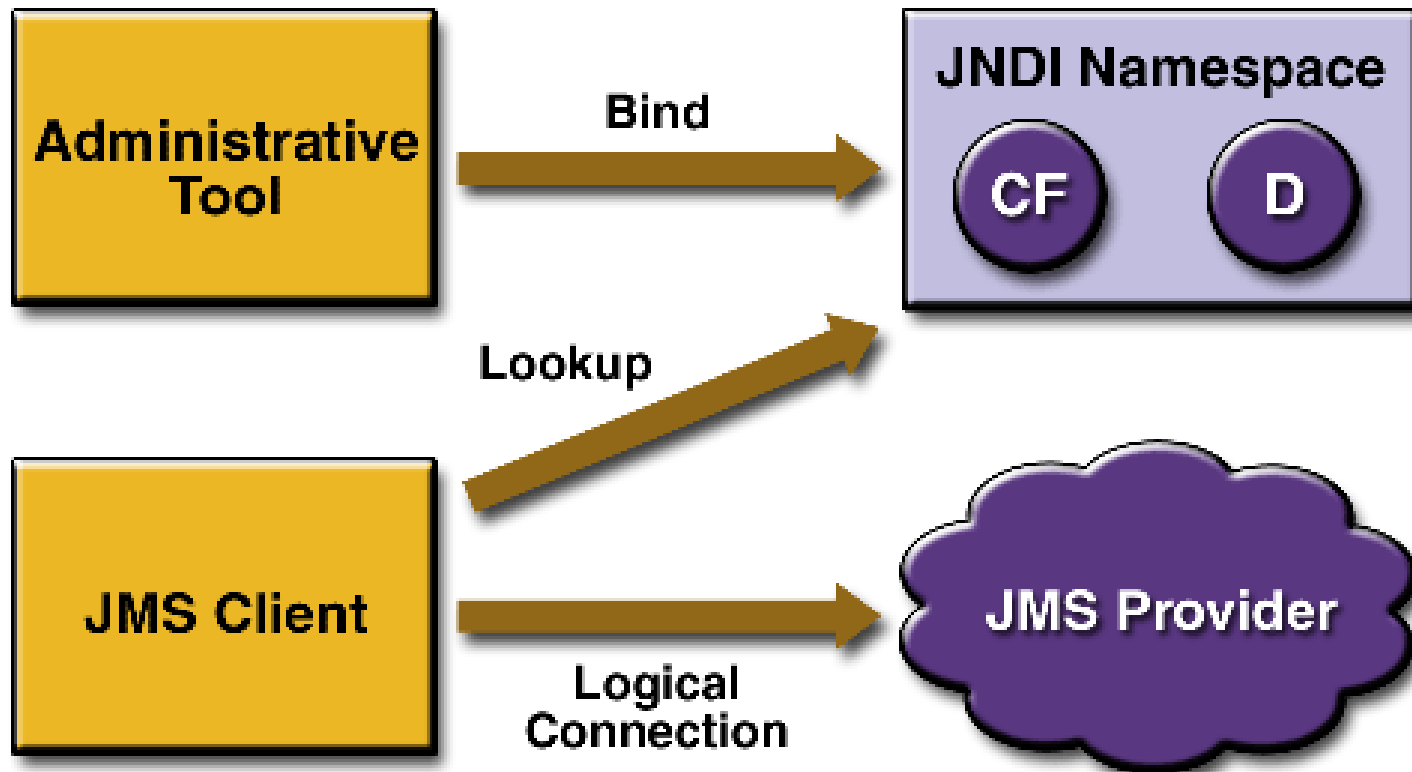 Administrative
Tool
Bind
JNDI Namespace
CF
D
Lookup
JMS Client
Logical
Connection
JMS Provider